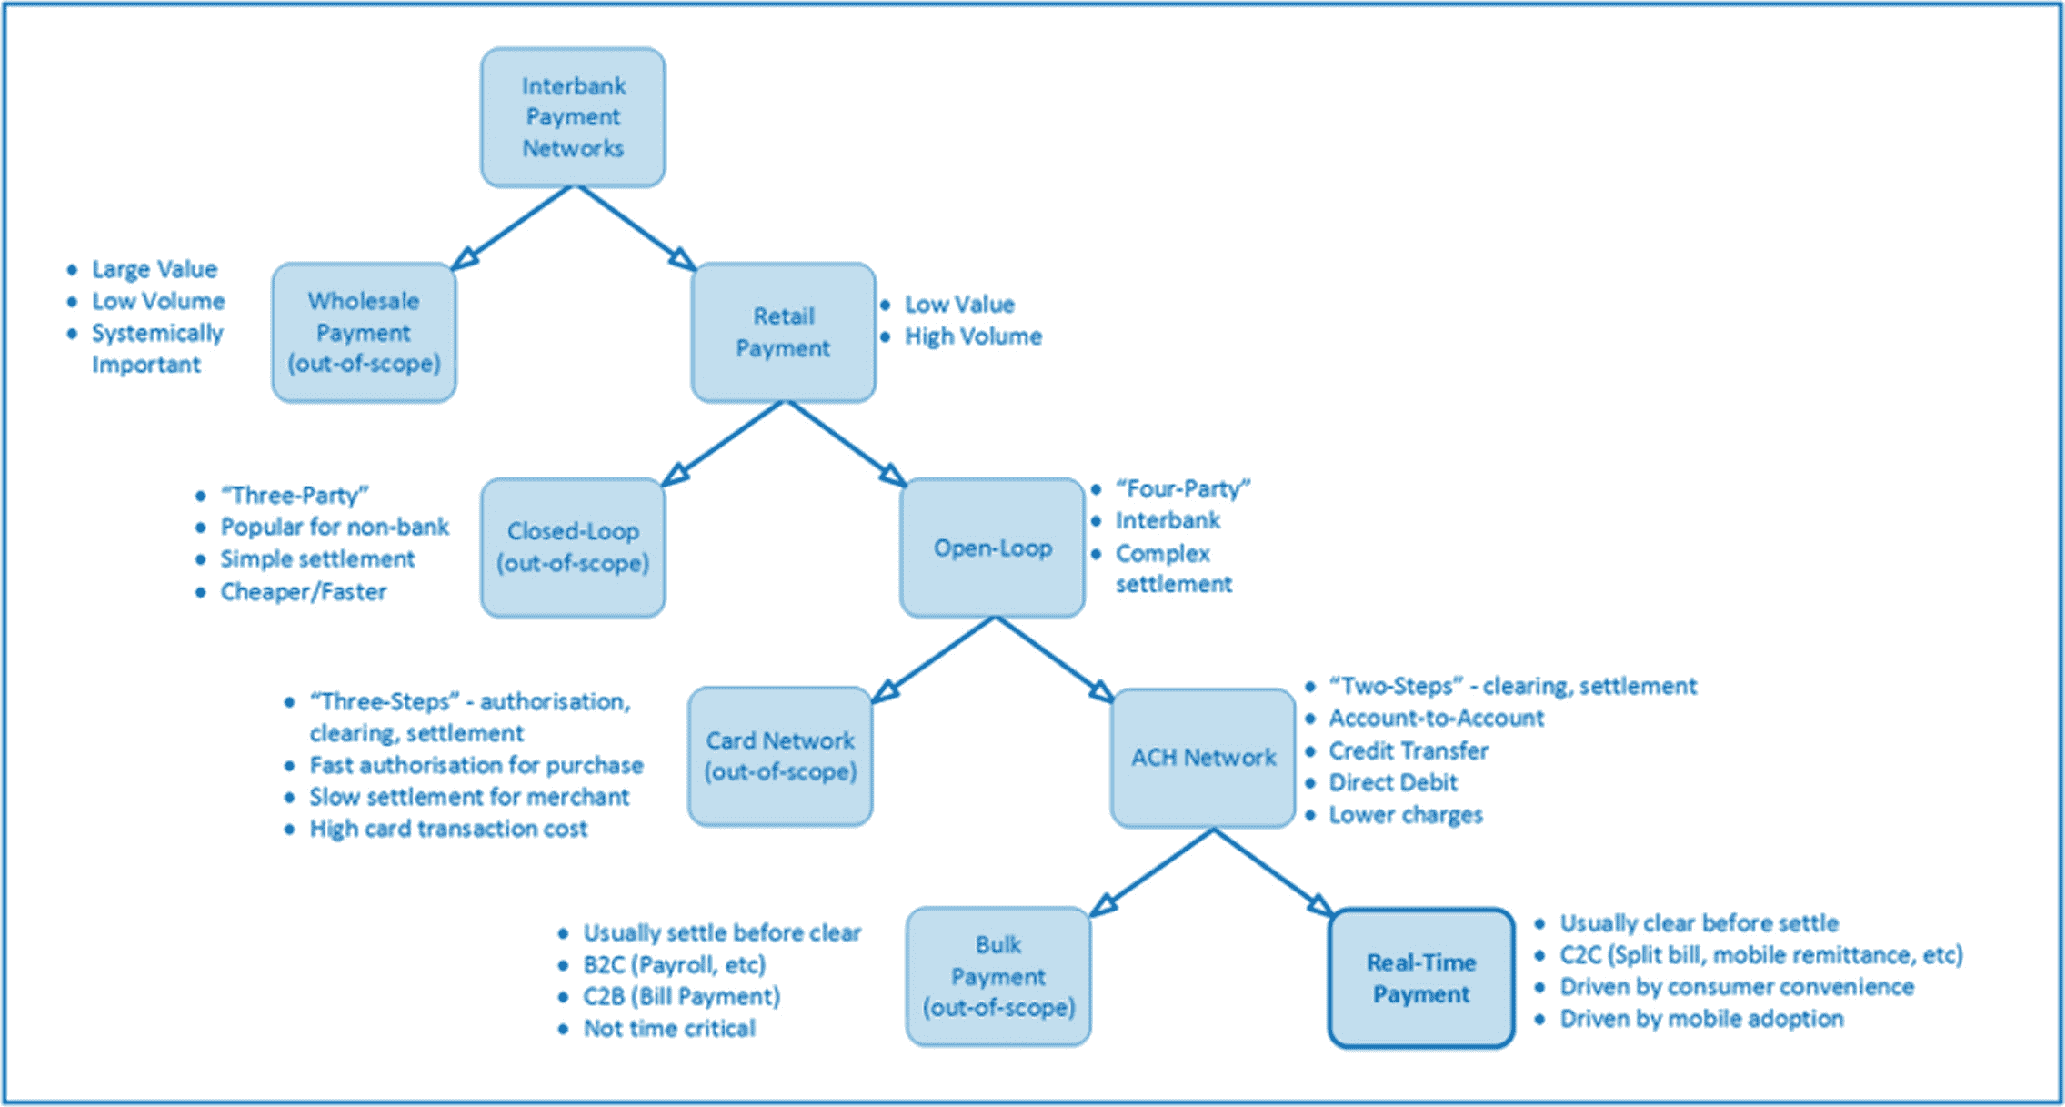 Interbank
Payment
Networks
• Large Value
• Low Volume
• Systemically
Important
Wholesale
Payment
(out-of-scope)
Retail
Payment
• Low Value
• High Volume
• “Three-Party”
• Popular for non-bank
• Simple settlement
• Cheaper/Faster
Closed-Loop
(out-of-scope)
Open-Loop
• “Four-Party”
• Interbank
• Complex
settlement
• “Three-Steps” - authorisation,
clearing, settlement
• Fast authorisation for purchase
• Slow settlement for merchant
• High card transaction cost
Card Network
(out-of-scope)
ACH Network
• “Two-Steps” - clearing, settlement
• Account-to-Account
• Credit Transfer
• Direct Debit
• Lower charges
• Usually settle before clear
• B2C (Payroll, etc)
• C2B (Bill Payment)
• Not time critical
Bulk
Payment
(out-of-scope)
Real-Time
Payment
• Usually clear before settle
• C2C (Split bill, mobile remittance, etc)
• Driven by consumer convenience
• Driven by mobile adoption